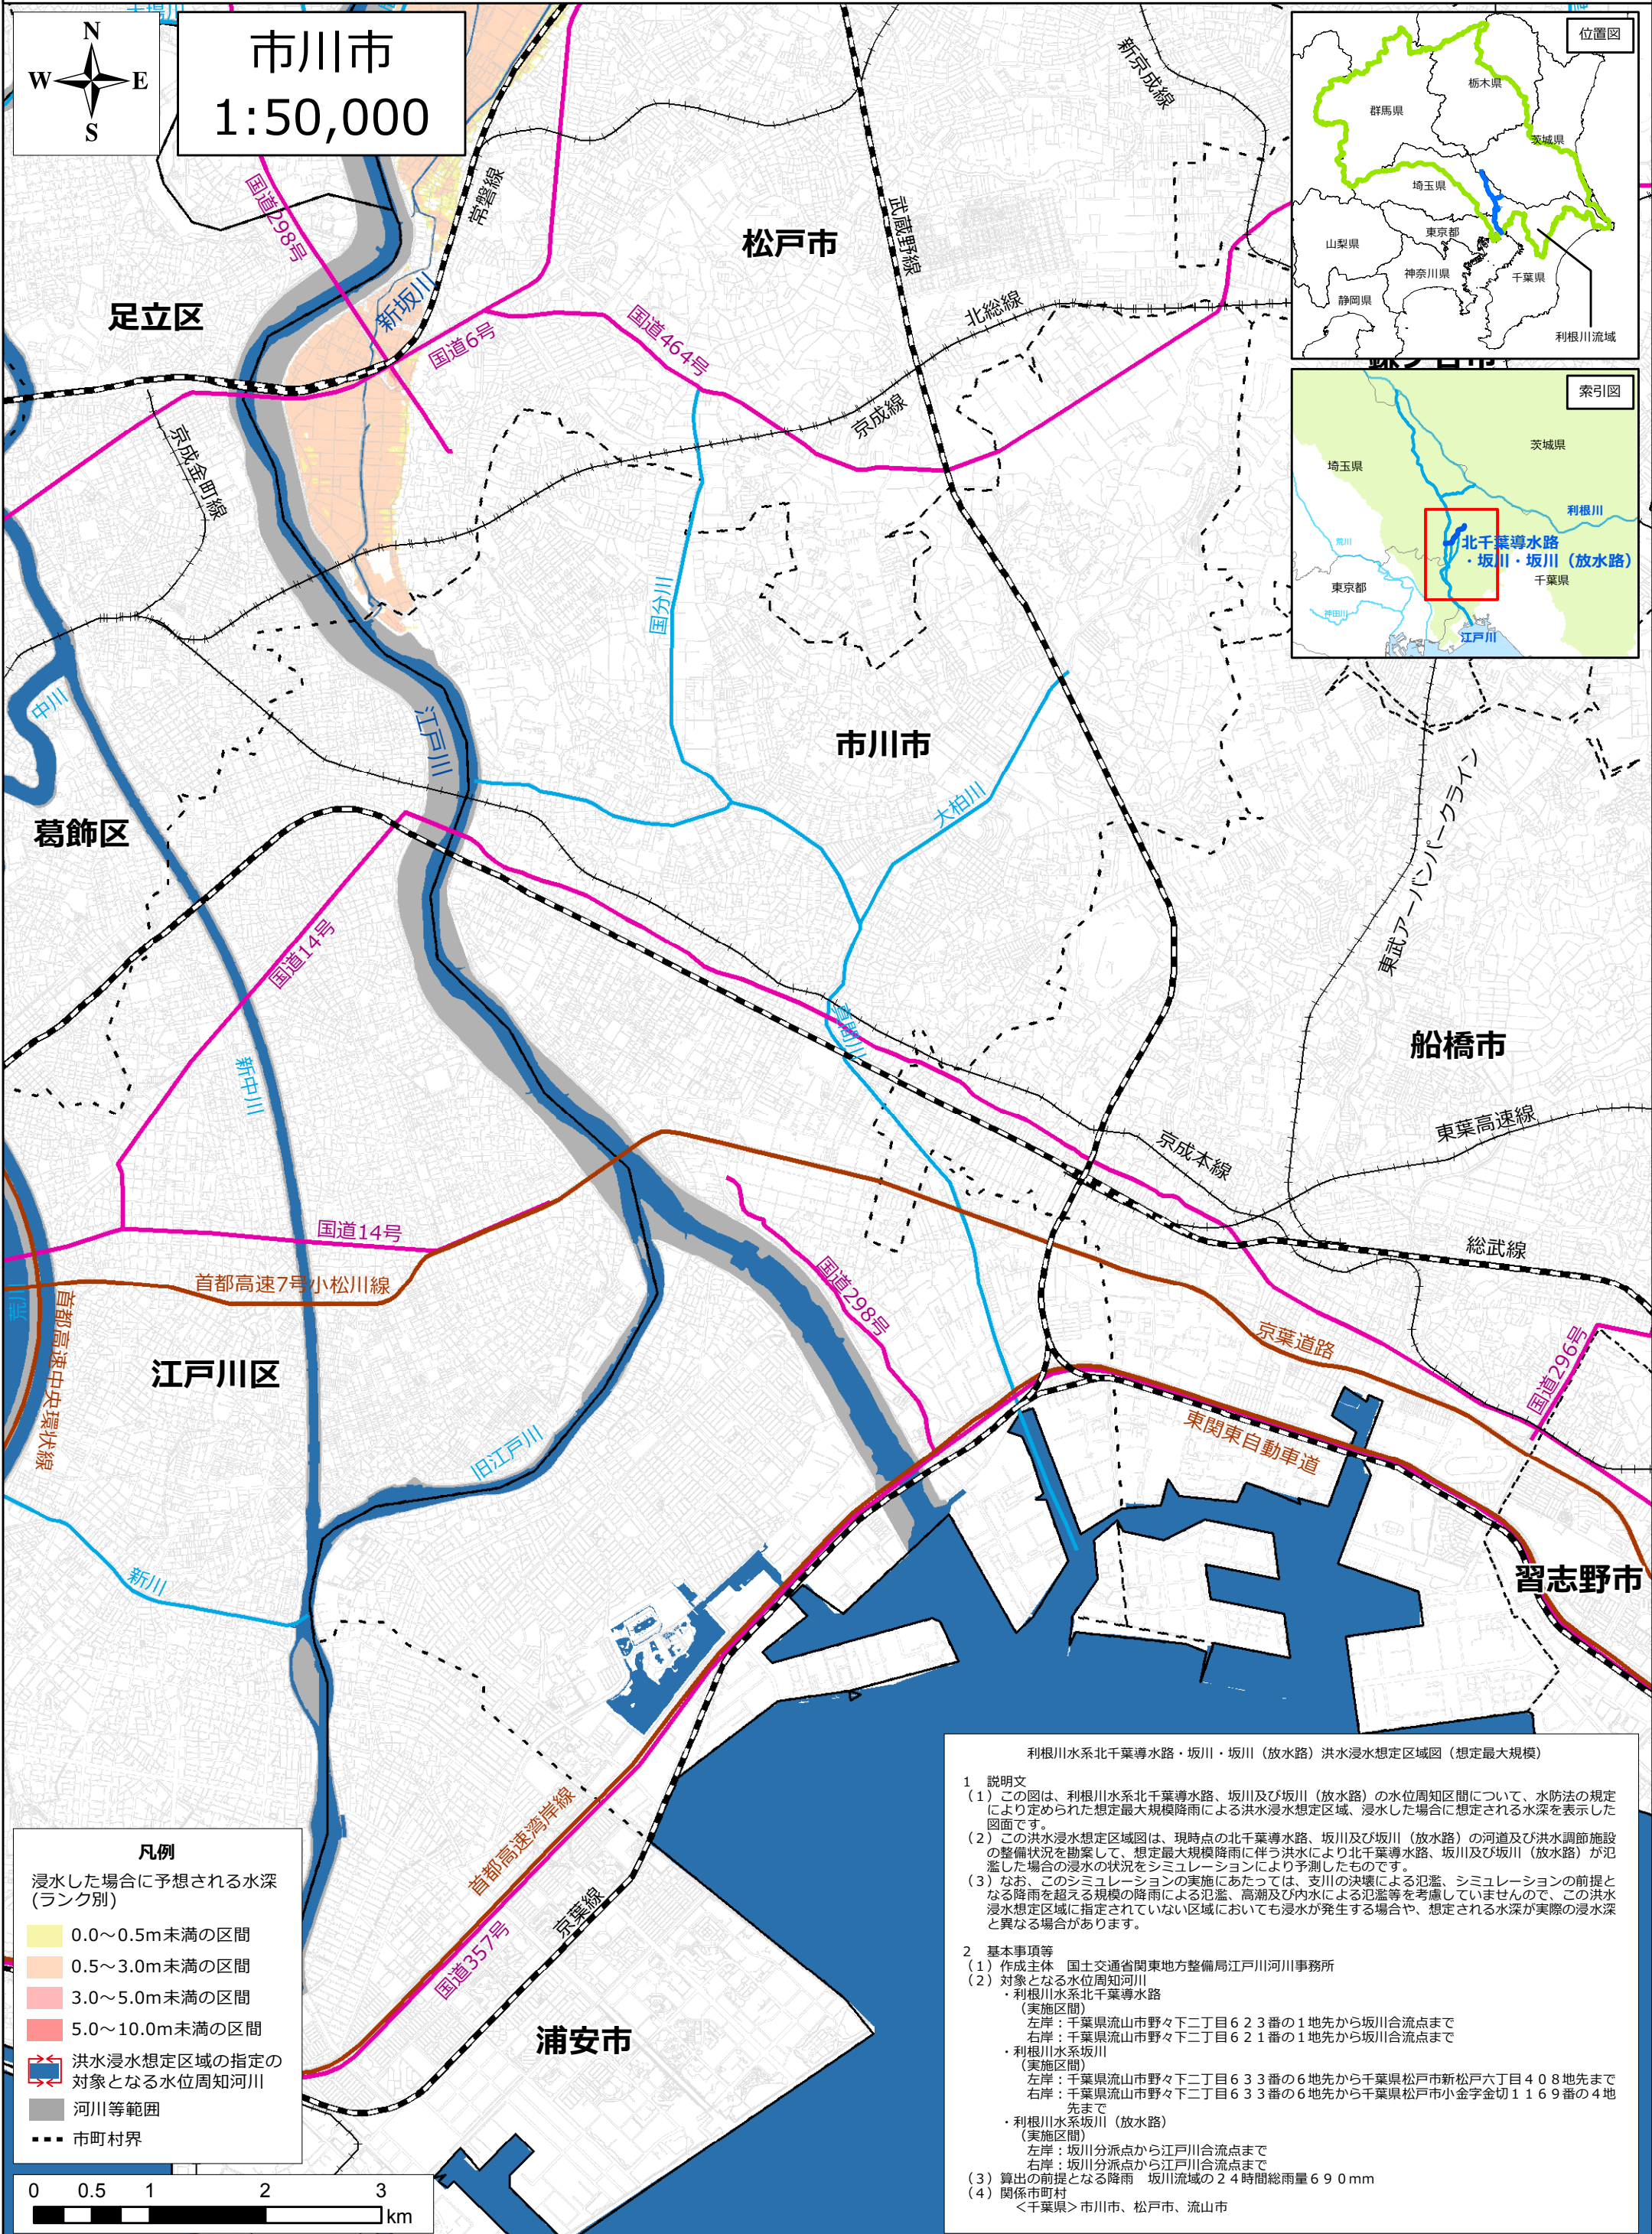 N
W E
S
市川市
1:50,000
位置図
栃木県
群馬県
茨城県
埼玉県
東京都
山梨県
千葉県
神奈川県
静岡県
利根川流域
索引図
茨城県
埼玉県
利根川
荒川
北千葉導水路
・坂川・坂川（放水路）
千葉県
東京都
神田川
江戸川
新京成線
国道298号
常磐線
武蔵野線
松戸市
足立区
新坂川
国道6号
国道464号
北総線
京成線
京成金町線
国分川
中川
江戸川
市川市
大柏川
葛飾区
東武アーバンパークライン
国道14号
真間川
船橋市
新中川
京成本線
東葉高速線
国道14号
総武線
首都高速7号小松川線
荒川
首都高速中央環状線
国道298号
京葉道路
国道296号
江戸川区
東関東自動車道
旧江戸川
新川
習志野市
首都高速湾岸線
京葉線
国道357号
浦安市
凡例
浸水した場合に予想される水深
(ランク別)
0.0～0.5m未満の区間
0.5～3.0m未満の区間
3.0～5.0m未満の区間
5.0～10.0m未満の区間
洪水浸水想定区域の指定の
対象となる水位周知河川
河川等範囲
市町村界
0 0.5 1 2 3
km
利根川水系北千葉導水路・坂川・坂川（放水路）洪水浸水想定区域図（想定最大規模）
1 説明文
（1）この図は、利根川水系北千葉導水路、坂川及び坂川（放水路）の水位周知区間について、水防法の規定
により定められた想定最大規模降雨による洪水浸水想定区域、浸水した場合に想定される水深を表示した
図面です。
（2）この洪水浸水想定区域図は、現時点の北千葉導水路、坂川及び坂川（放水路）の河道及び洪水調節施設
の整備状況を勘案して、想定最大規模降雨に伴う洪水により北千葉導水路、坂川及び坂川（放水路）が氾
濫した場合の浸水の状況をシミュレーションにより予測したものです。
（3）なお、このシミュレーションの実施にあたっては、支川の決壊による氾濫、シミュレーションの前提と
なる降雨を超える規模の降雨による氾濫、高潮及び内水による氾濫等を考慮していませんので、この洪水
浸水想定区域に指定されていない区域においても浸水が発生する場合や、想定される水深が実際の浸水深
と異なる場合があります。
2 基本事項等
（1）作成主体 国土交通省関東地方整備局江戸川河川事務所
（2）対象となる水位周知河川
・利根川水系北千葉導水路
（実施区間）
左岸：千葉県流山市野々下二丁目６２３番の１地先から坂川合流点まで
右岸：千葉県流山市野々下二丁目６２１番の１地先から坂川合流点まで
・利根川水系坂川
（実施区間）
左岸：千葉県流山市野々下二丁目６３３番の６地先から千葉県松戸市新松戸六丁目４０８地先まで
右岸：千葉県流山市野々下二丁目６３３番の６地先から千葉県松戸市小金字金切１１６９番の４地
先まで
・利根川水系坂川（放水路）
（実施区間）
左岸：坂川分派点から江戸川合流点まで
右岸：坂川分派点から江戸川合流点まで
（3）算出の前提となる降雨 坂川流域の２４時間総雨量６９０mm
（4）関係市町村
＜千葉県＞市川市、松戸市、流山市